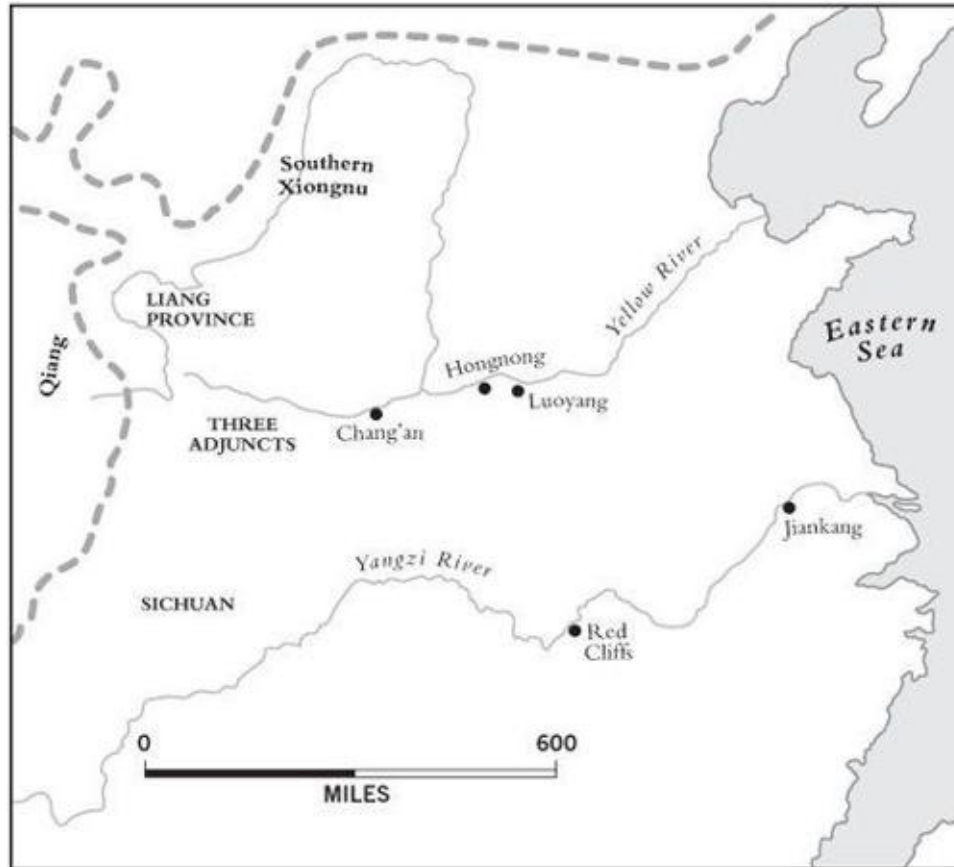 Southern
Xiongnu
LIANG
PROVINCE
Qiang
Yellow River
Eastern
Sea
Hongnong
Luoyang
THREE
ADJUNCTS
Chang'an
Jiankang
Yangzi River
SICHUAN
Red
Cliffs
0
600
MILES